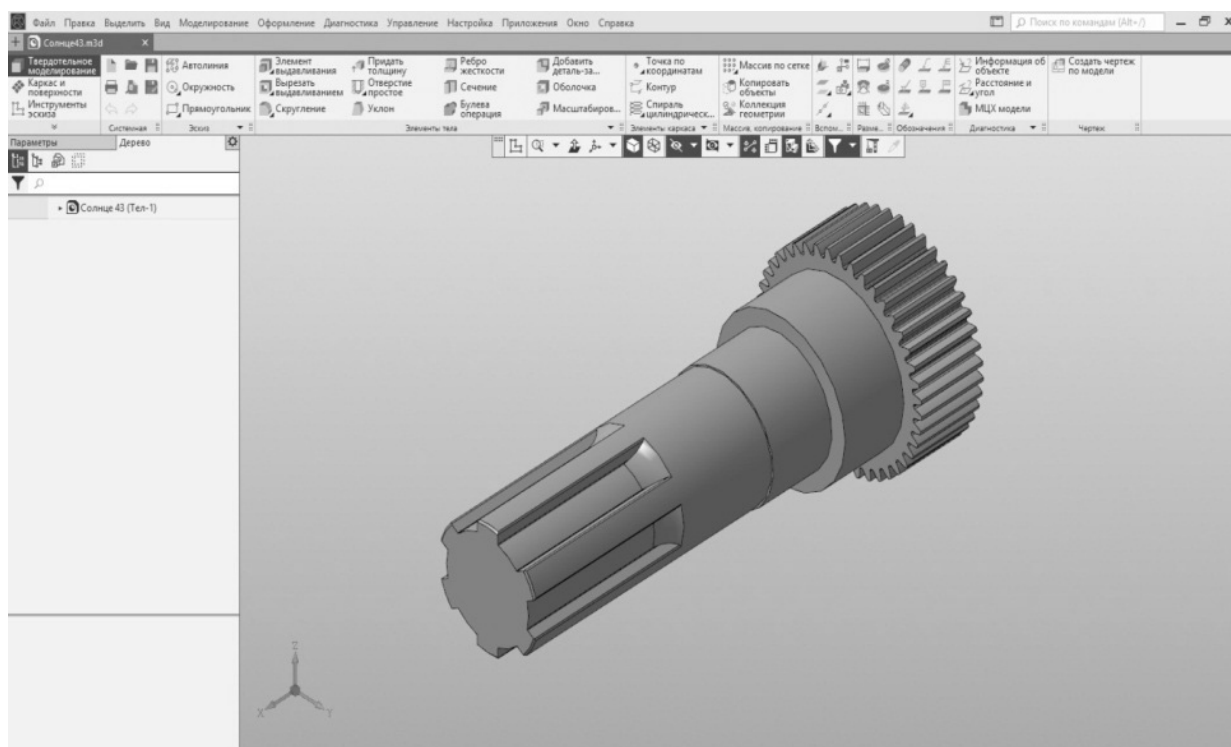 Файл Правка Выделить Вид Моделирование Оформление Диагностика Управление Настройка Приложения Окно Справка
Поиск по командам (Alt+/)
Солнце43.m3d X
Твердотельное моделирование
Каркас и поверхности
Инструменты эскиза
Системная
Автолиния
Окружность
Прямоугольник
Эскиз
Элемент выдавливания
Вырезать выдавливанием
Скругление
Придать толщину
Отверстие простое
Уклон
Ребро жесткости
Сечение
Булева операция
Добавить деталь-за...
Оболочка
Масштабиров...
Элементы тела
Точка по координатам
Контур
Спираль цилиндрическ...
Элементы каркаса
Массив по сетке
Копировать объекты
Коллекция геометрии
Массив, копирование
Вспом...
Разме...
Обозначения
Информация об объекте
Расстояние и угол
МЦХ модели
Диагностика
Создать чертеж по модели
Чертеж
Параметры
Дерево
Солнце 43 (Тел-1)
Z
X
Y